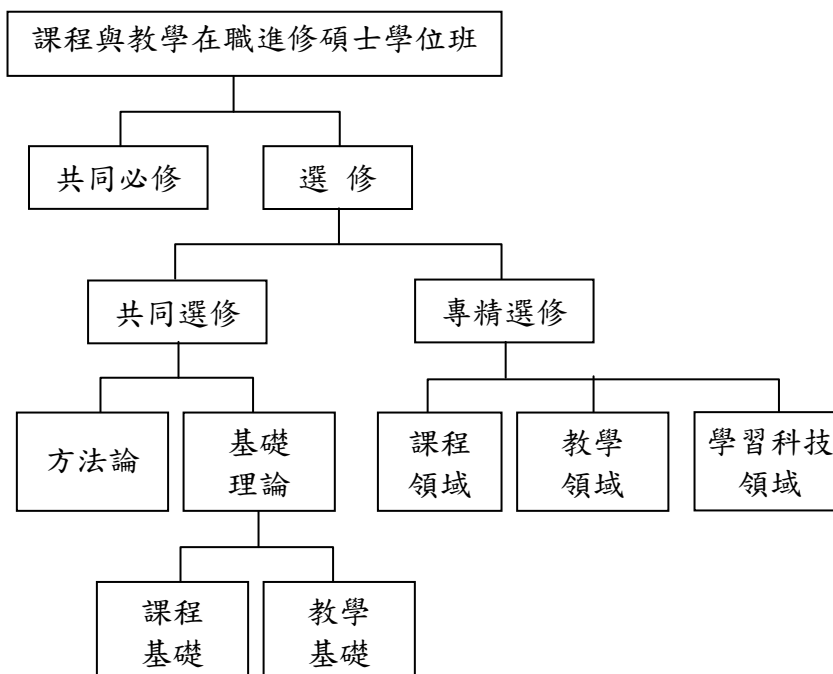 課程與教學在職進修碩士學位班
共同必修
選 修
共同選修
專精選修
方法論
基礎
理論
課程
領域
教學
領域
學習科技
領域
課程
基礎
教學
基礎